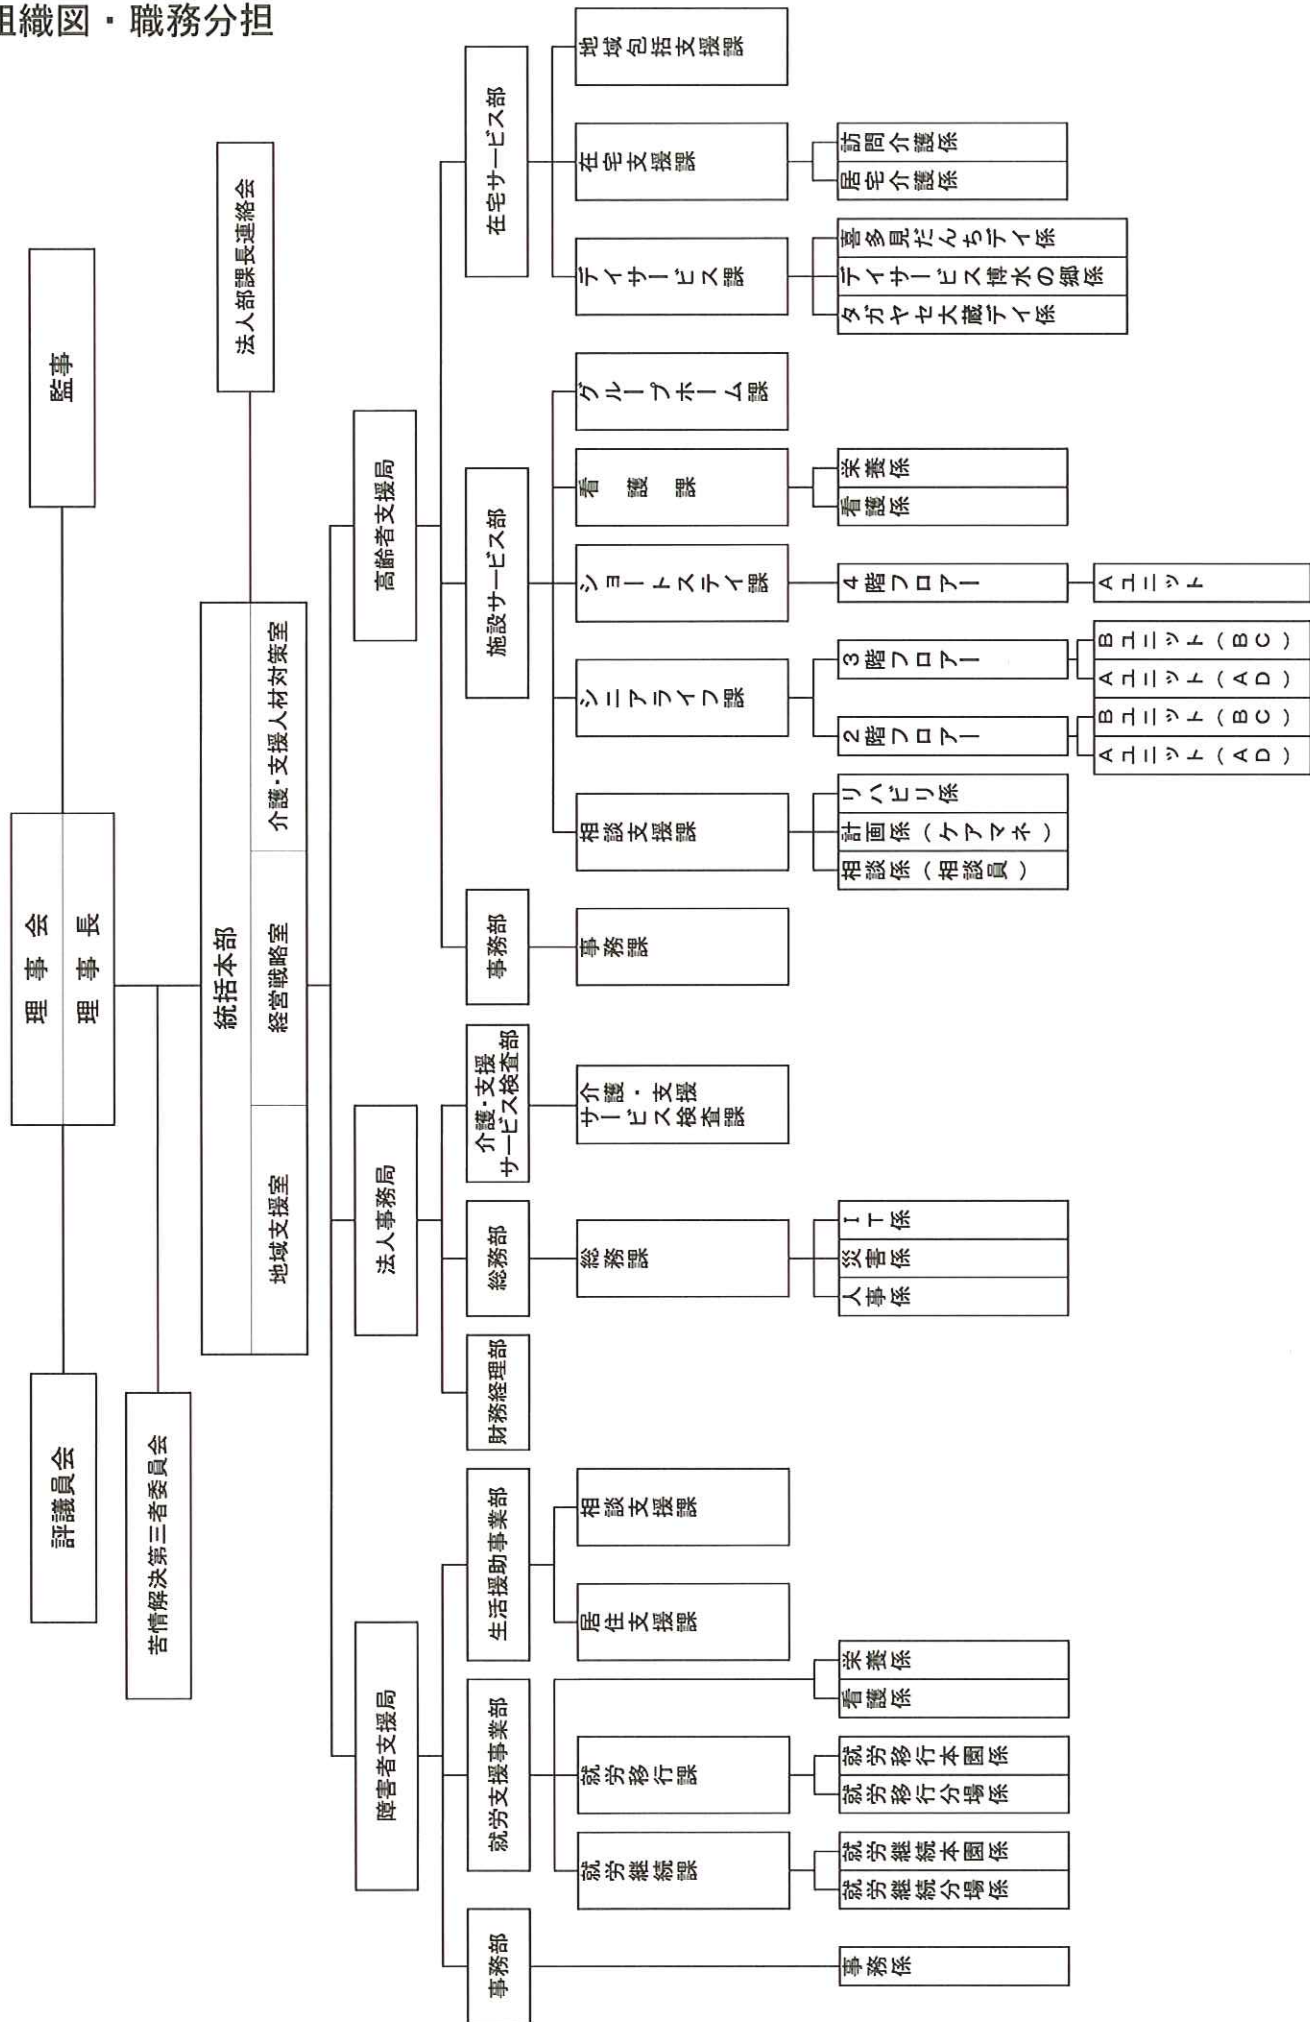 組織図・職務分担
理事会
理事長
監事
評議員会
苦情解決第三者委員会
統括本部
地域支援室
経営戦略室
介護・支援人材対策室
法人部課長連絡会
障害者支援局
法人事務局
高齢者支援局
事務部
就労支援事業部
生活援助事業部
財務経理部
総務部
介護・支援
サービス検査部
事務部
施設サービス部
在宅サービス部
就労継続課
就労移行課
居住支援課
相談支援課
総務課
介護・支援
サービス検査課
事務課
相談支援課
シニアライフ課
ショートステイ課
看護課
グループホーム課
デイサービス課
在宅支援課
地域包括支援課
事務係
就労継続分場係
就労継続本園係
就労移行分場係
就労移行本園係
看護係
栄養係
人事係
災害係
IT係
相談係(相談員)
計画係(ケアマネ)
リハビリ係
2階フロアー
3階フロアー
4階フロアー
看護係
栄養係
タガヤセ大蔵デイ係
デイサービス博水の郷係
喜多見だんちデイ係
居宅介護係
訪問介護係
Aユニット(AD)
Bユニット(BC)
Aユニット(AD)
Bユニット(BC)
Aユニット